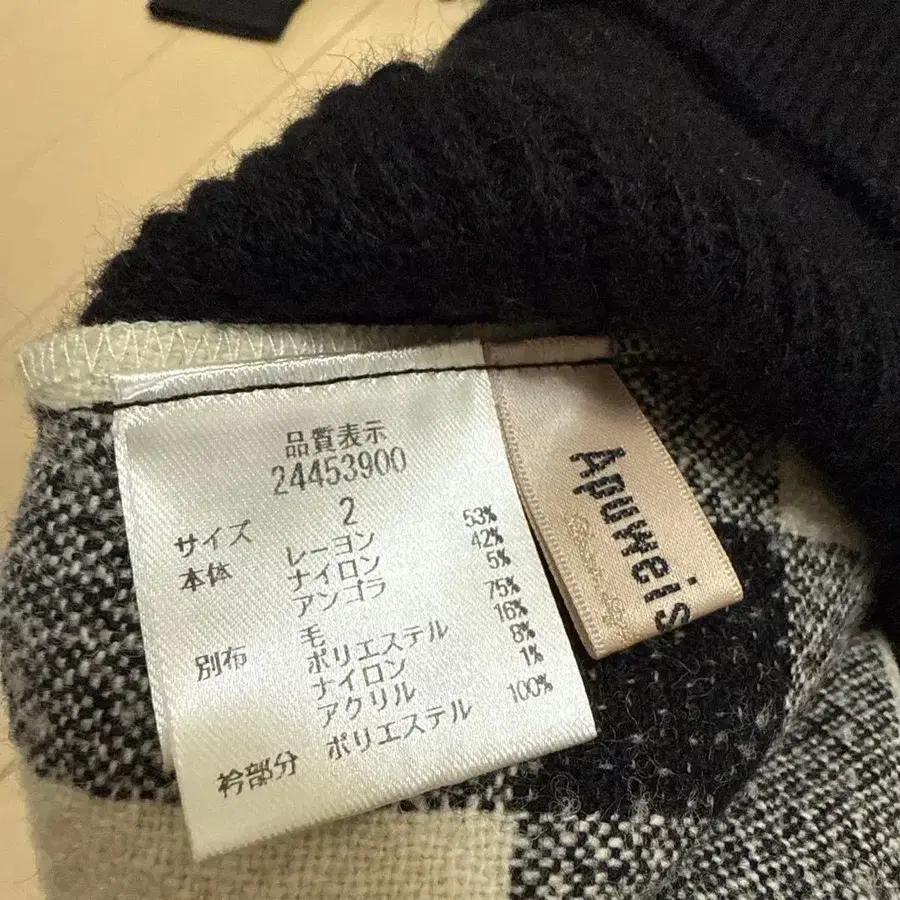 品質表示
24453900
サイズ 2
本体 レーヨン 53%
ナイロン 42%
アンゴラ 5%
別布 毛 75%
ポリエステル 16%
ナイロン 8%
アクリル 1%
衿部分 ポリエステル 100%
Apuweis